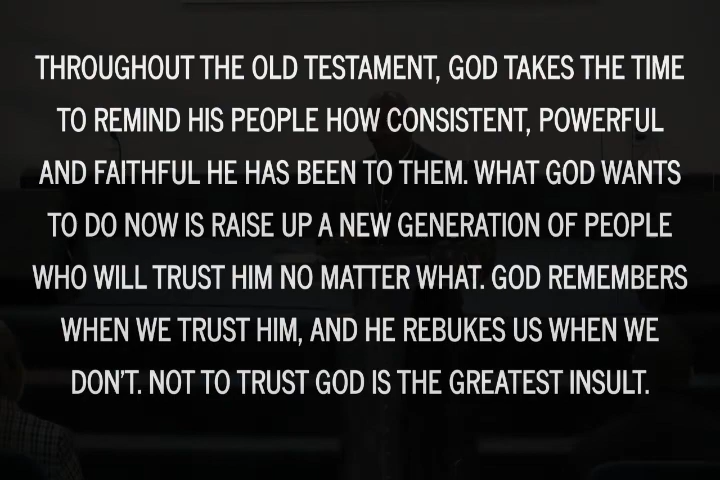 THROUGHOUT THE OLD TESTAMENT, GOD TAKES THE TIME
TO REMIND HIS PEOPLE HOW CONSISTENT, POWERFUL
AND FAITHFUL HE HAS BEEN TO THEM. WHAT GOD WANTS
TO DO NOW IS RAISE UP A NEW GENERATION OF PEOPLE
WHO WILL TRUST HIM NO MATTER WHAT. GOD REMEMBERS
WHEN WE TRUST HIM, AND HE REBUKES US WHEN WE
DON'T. NOT TO TRUST GOD IS THE GREATEST INSULT.